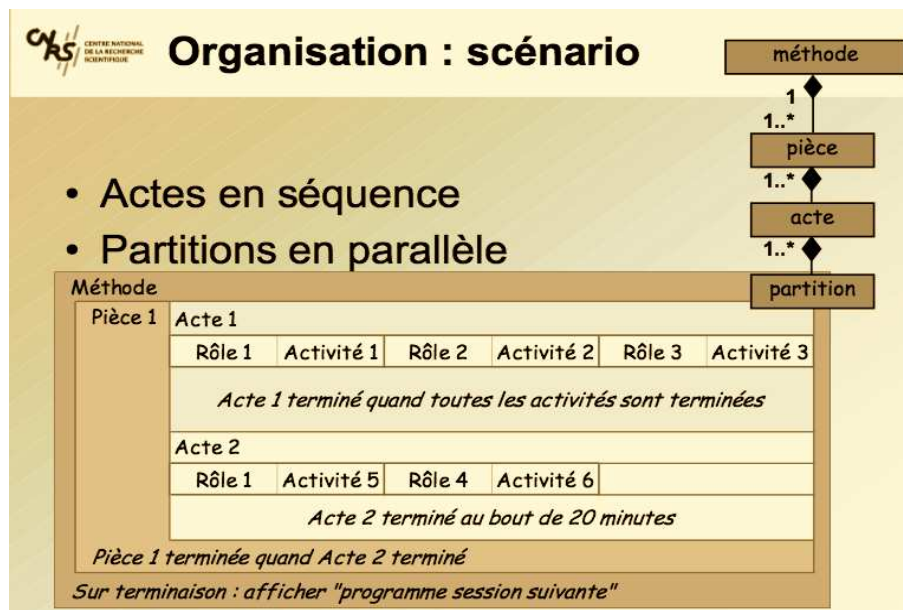 CNRS
CENTRE NATIONAL
DE LA RECHERCHE
SCIENTIFIQUE
Organisation : scénario
méthode
1
1..*
pièce
1..*
acte
1..*
partition
• Actes en séquence
• Partitions en parallèle
Méthode
Pièce 1 Acte 1
Rôle 1 Activité 1 Rôle 2 Activité 2 Rôle 3 Activité 3
Acte 1 terminé quand toutes les activités sont terminées
Acte 2
Rôle 1 Activité 5 Rôle 4 Activité 6
Acte 2 terminé au bout de 20 minutes
Pièce 1 terminée quand Acte 2 terminé
Sur terminaison : afficher "programme session suivante"